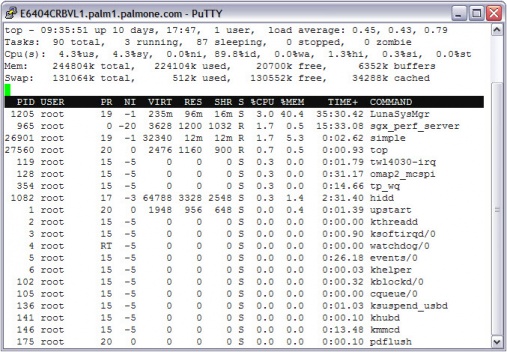 E6404CRBVL1.palm1.palmone.com - PuTTY
top - 09:35:51 up 10 days, 17:47, 1 user, load average: 0.45, 0.43, 0.79
Tasks: 90 total, 3 running, 87 sleeping, 0 stopped, 0 zombie
Cpu(s): 4.3%us, 4.3%sy, 0.0%ni, 89.8%id, 0.0%wa, 1.3%hi, 0.3%si, 0.0%st
Mem: 244804k total, 224104k used, 20700k free, 6352k buffers
Swap: 131064k total, 512k used, 130552k free, 34288k cached
PID USER PR NI VIRT RES SHR S %CPU %MEM TIME+ COMMAND
1205 root 19 -1 235m 96m 16m S 3.0 40.4 35:30.42 LunaSysMgr
965 root 0 -20 3628 1200 1032 R 1.7 0.5 15:33.08 sgx_perf_server
26901 root 19 -1 32340 12m 12m R 1.7 5.3 0:02.62 simple
27560 root 20 0 2476 1160 900 R 0.7 0.5 0:00.93 top
119 root 15 -5 0 0 0 S 0.3 0.0 0:01.79 twl4030-irq
128 root 15 -5 0 0 0 S 0.3 0.0 0:31.17 omap2_mcspi
354 root 15 -5 0 0 0 S 0.3 0.0 0:14.66 tp_wq
1082 root 17 -3 64788 3328 2548 S 0.3 1.4 2:31.40 hidd
1 root 20 0 1948 956 648 S 0.0 0.4 0:01.39 upstart
2 root 15 -5 0 0 0 S 0.0 0.0 0:00.00 kthreadd
3 root 15 -5 0 0 0 S 0.0 0.0 0:00.90 ksoftirqd/0
4 root RT -5 0 0 0 S 0.0 0.0 0:00.00 watchdog/0
5 root 15 -5 0 0 0 S 0.0 0.0 5:26.18 events/0
6 root 15 -5 0 0 0 S 0.0 0.0 0:00.03 khelper
102 root 15 -5 0 0 0 S 0.0 0.0 0:00.32 kblockd/0
105 root 15 -5 0 0 0 S 0.0 0.0 0:00.00 cqueue/0
136 root 15 -5 0 0 0 S 0.0 0.0 0:01.03 ksuspend_usbd
141 root 15 -5 0 0 0 S 0.0 0.0 0:00.10 khubd
146 root 15 -5 0 0 0 S 0.0 0.0 0:13.48 kmmcd
175 root 20 0 0 0 0 S 0.0 0.0 0:00.10 pdflush